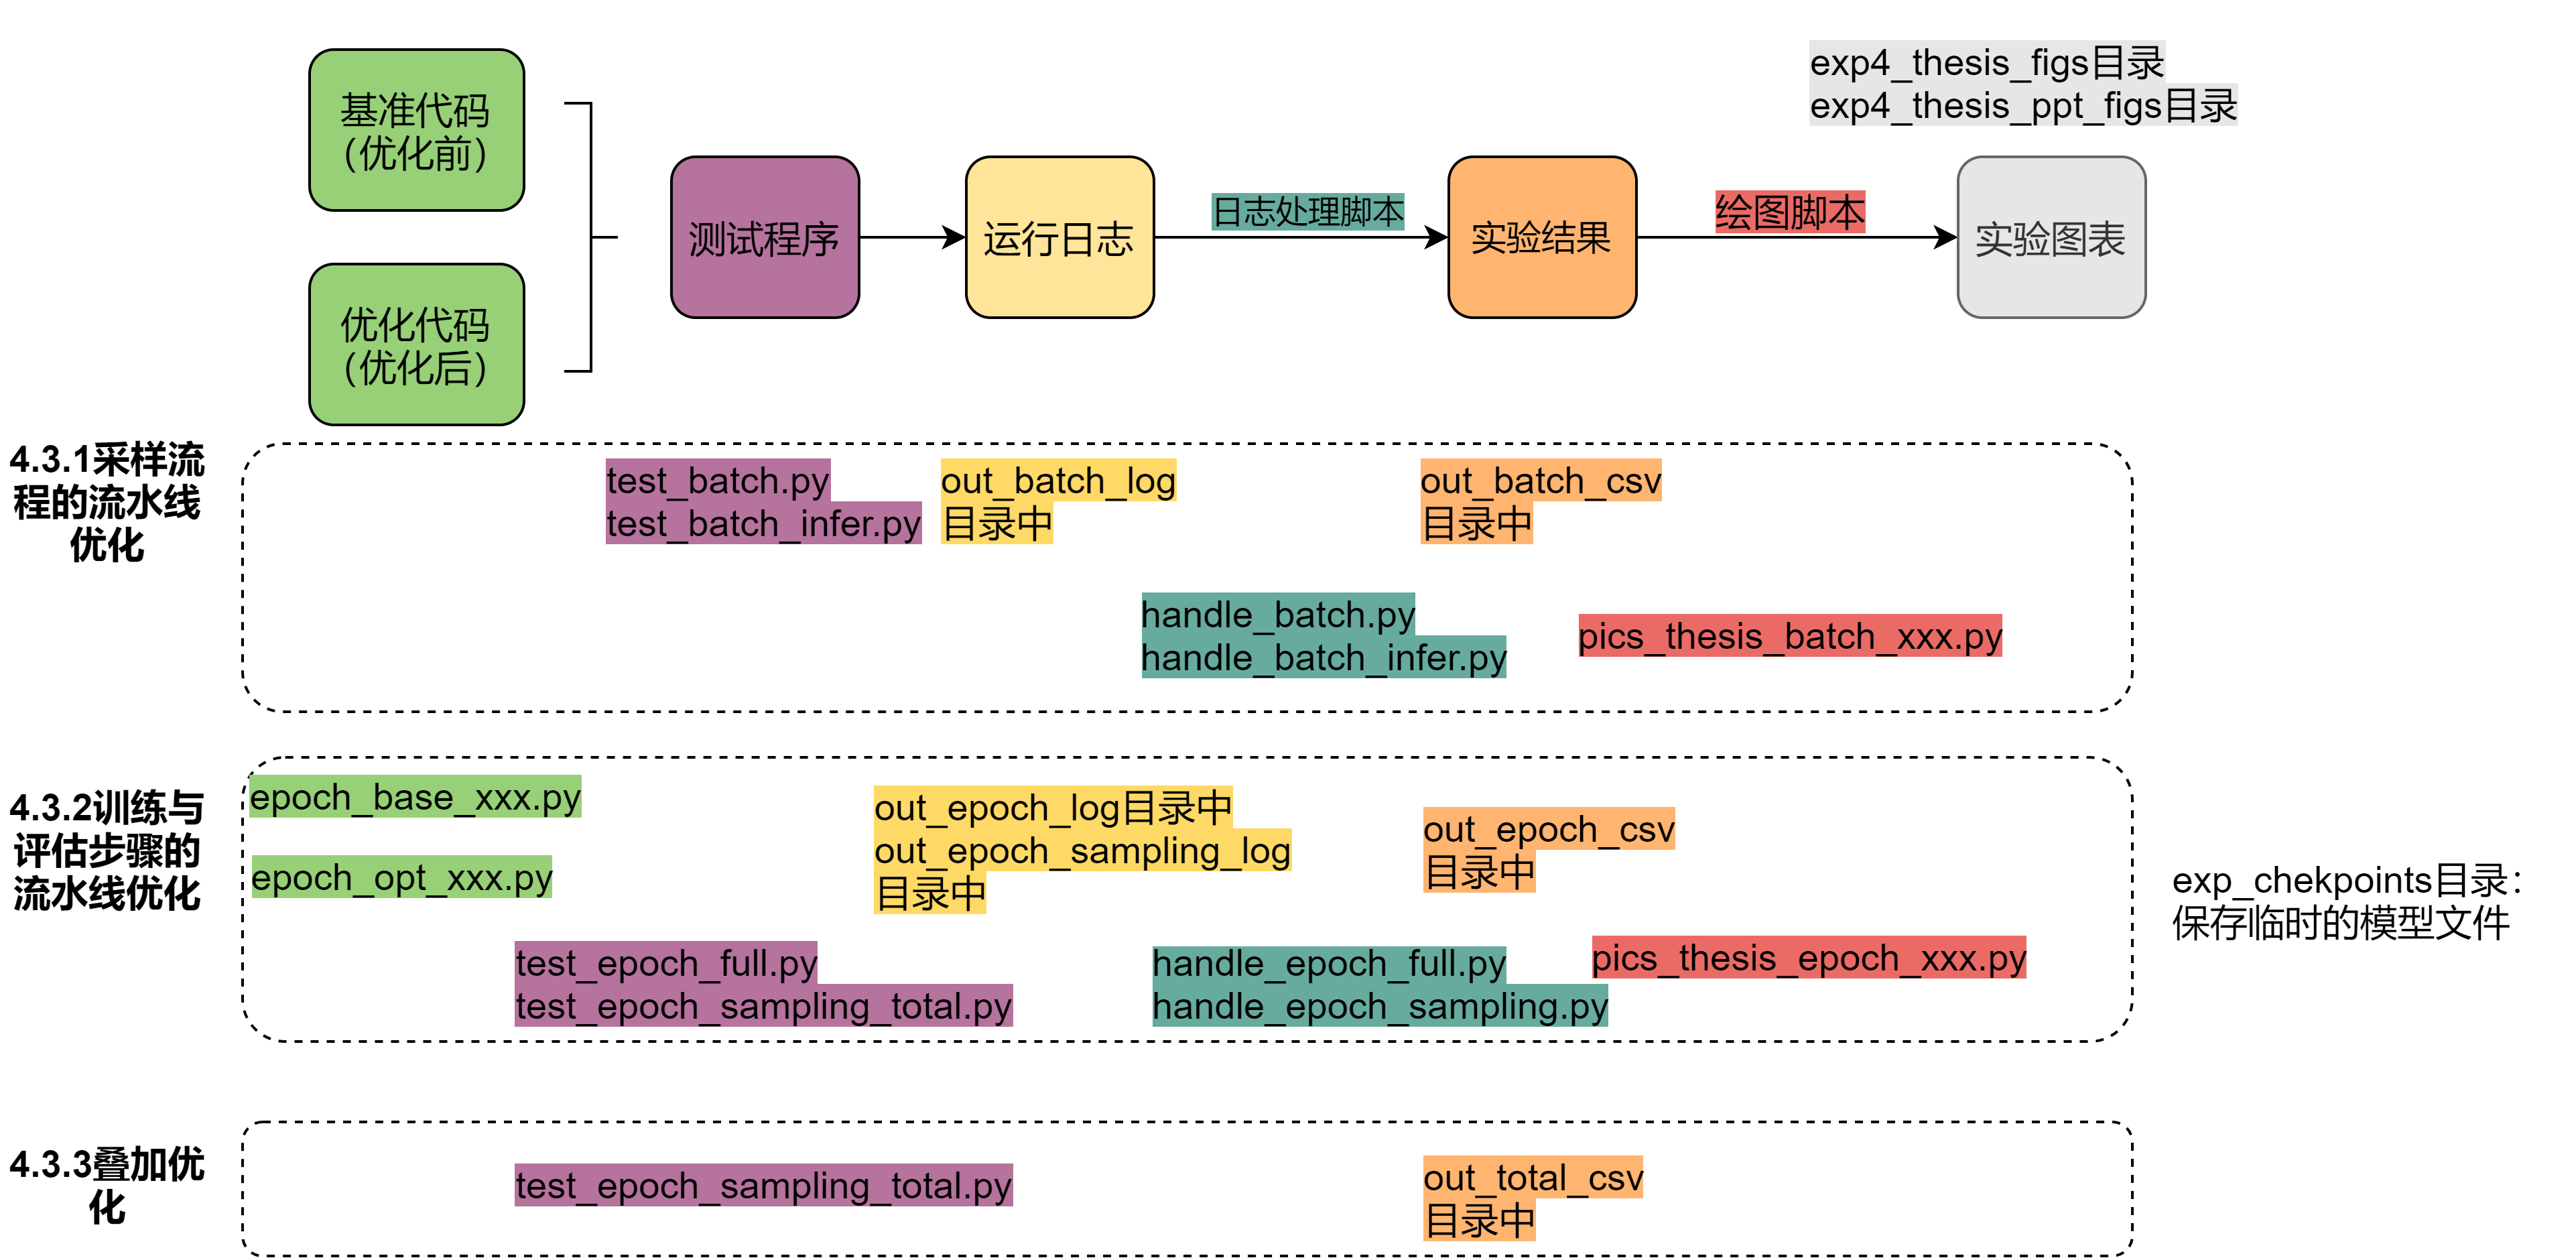 exp4_thesis_figs目录
exp4_thesis_ppt_figs目录
基准代码
（优化前）
优化代码
（优化后）
测试程序
运行日志
日志处理脚本
实验结果
绘图脚本
实验图表
4.3.1采样流
程的流水线
优化
test_batch.py
test_batch_infer.py
out_batch_log
目录中
out_batch_csv
目录中
handle_batch.py
handle_batch_infer.py
pics_thesis_batch_xxx.py
4.3.2训练与
评估步骤的
流水线优化
epoch_base_xxx.py
epoch_opt_xxx.py
out_epoch_log目录中
out_epoch_sampling_log
目录中
out_epoch_csv
目录中
test_epoch_full.py
test_epoch_sampling_total.py
handle_epoch_full.py
handle_epoch_sampling.py
pics_thesis_epoch_xxx.py
exp_chekpoints目录：
保存临时的模型文件
4.3.3叠加优
化
test_epoch_sampling_total.py
out_total_csv
目录中